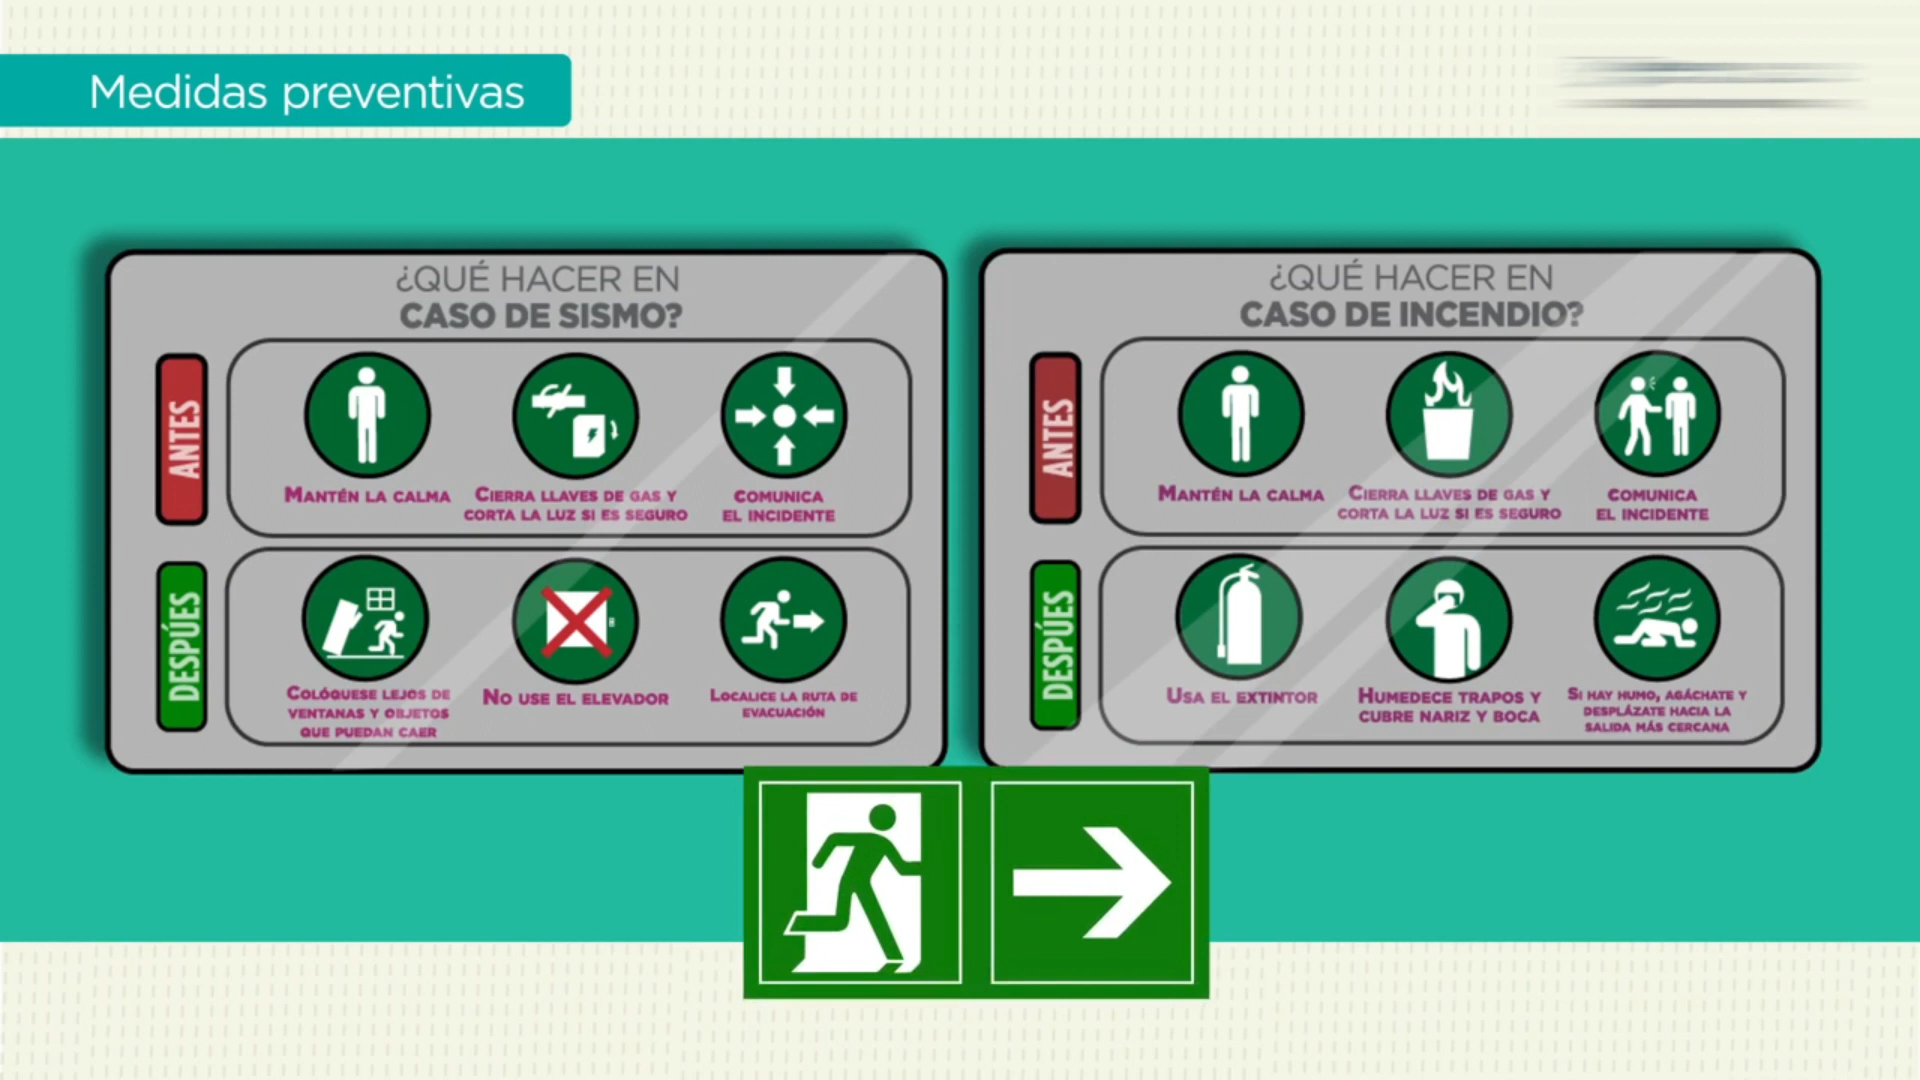 Medidas preventivas
¿QUÉ HACER EN
CASO DE SISMO?
ANTES
MANTÉN LA CALMA
CIERRA LLAVES DE GAS Y
CORTA LA LUZ SI ES SEGURO
COMUNICA
EL INCIDENTE
DESPÚES
COLÓQUESE LEJOS DE
VENTANAS Y OBJETOS
QUE PUEDAN CAER
NO USE EL ELEVADOR
LOCALICE LA RUTA DE
EVACUACIÓN
¿QUÉ HACER EN
CASO DE INCENDIO?
ANTES
MANTÉN LA CALMA
CIERRA LLAVES DE GAS Y
CORTA LA LUZ SI ES SEGURO
COMUNICA
EL INCIDENTE
DESPÚES
USA EL EXTINTOR
HUMEDECE TRAPOS Y
CUBRE NARIZ Y BOCA
SI HAY HUMO, AGÁCHATE Y
DESPLÁZATE HACIA LA
SALIDA MÁS CERCANA